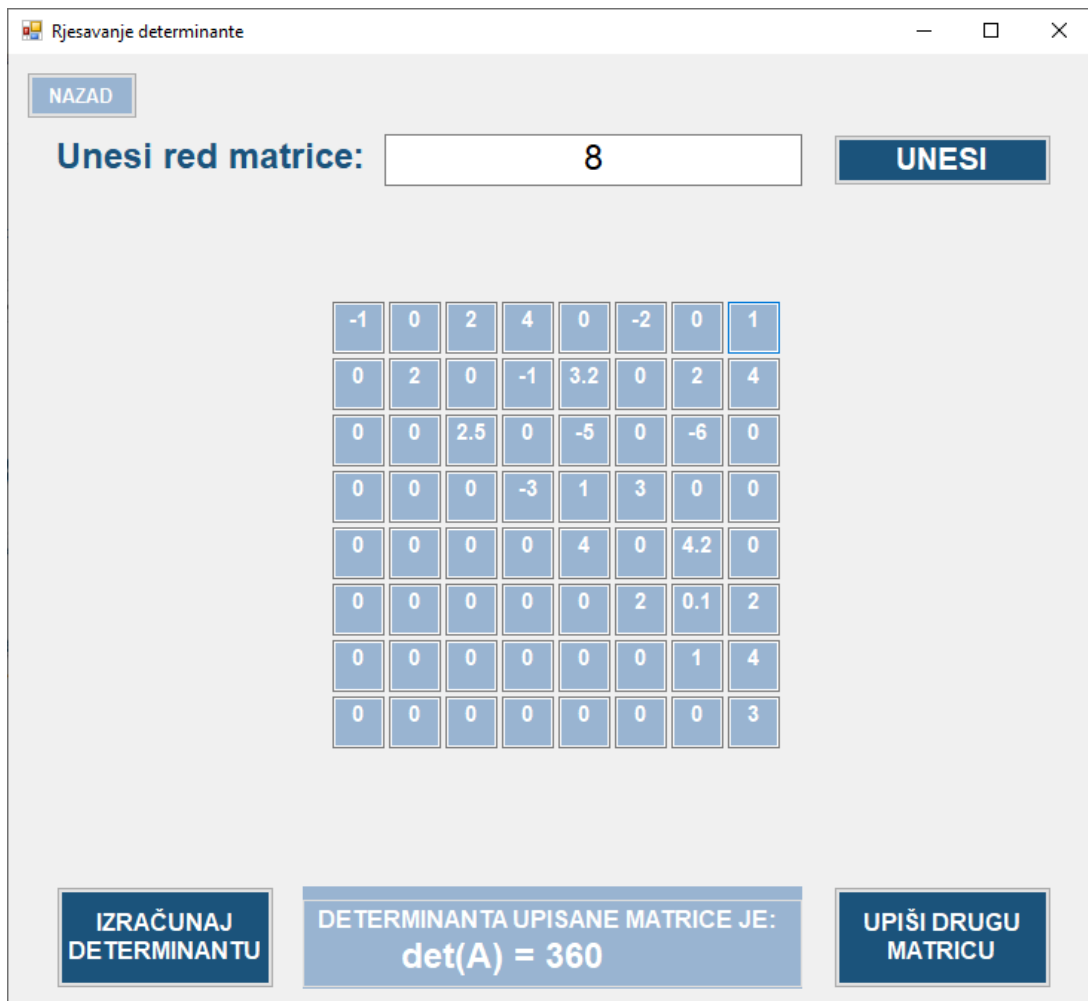 Rjesavanje determinante
NAZAD
Unesi red matrice: 8 UNESI
-1 0 2 4 0 -2 0 1
0 2 0 -1 3.2 0 2 4
0 0 2.5 0 -5 0 -6 0
0 0 0 -3 1 3 0 0
0 0 0 0 4 0 4.2 0
0 0 0 0 0 2 0.1 2
0 0 0 0 0 0 1 4
0 0 0 0 0 0 0 3
IZRAČUNAJ
DETERMINANTU
DETERMINANTA UPISANE MATRICE JE:
det(A) = 360
UPIŠI DRUGU
MATRICU